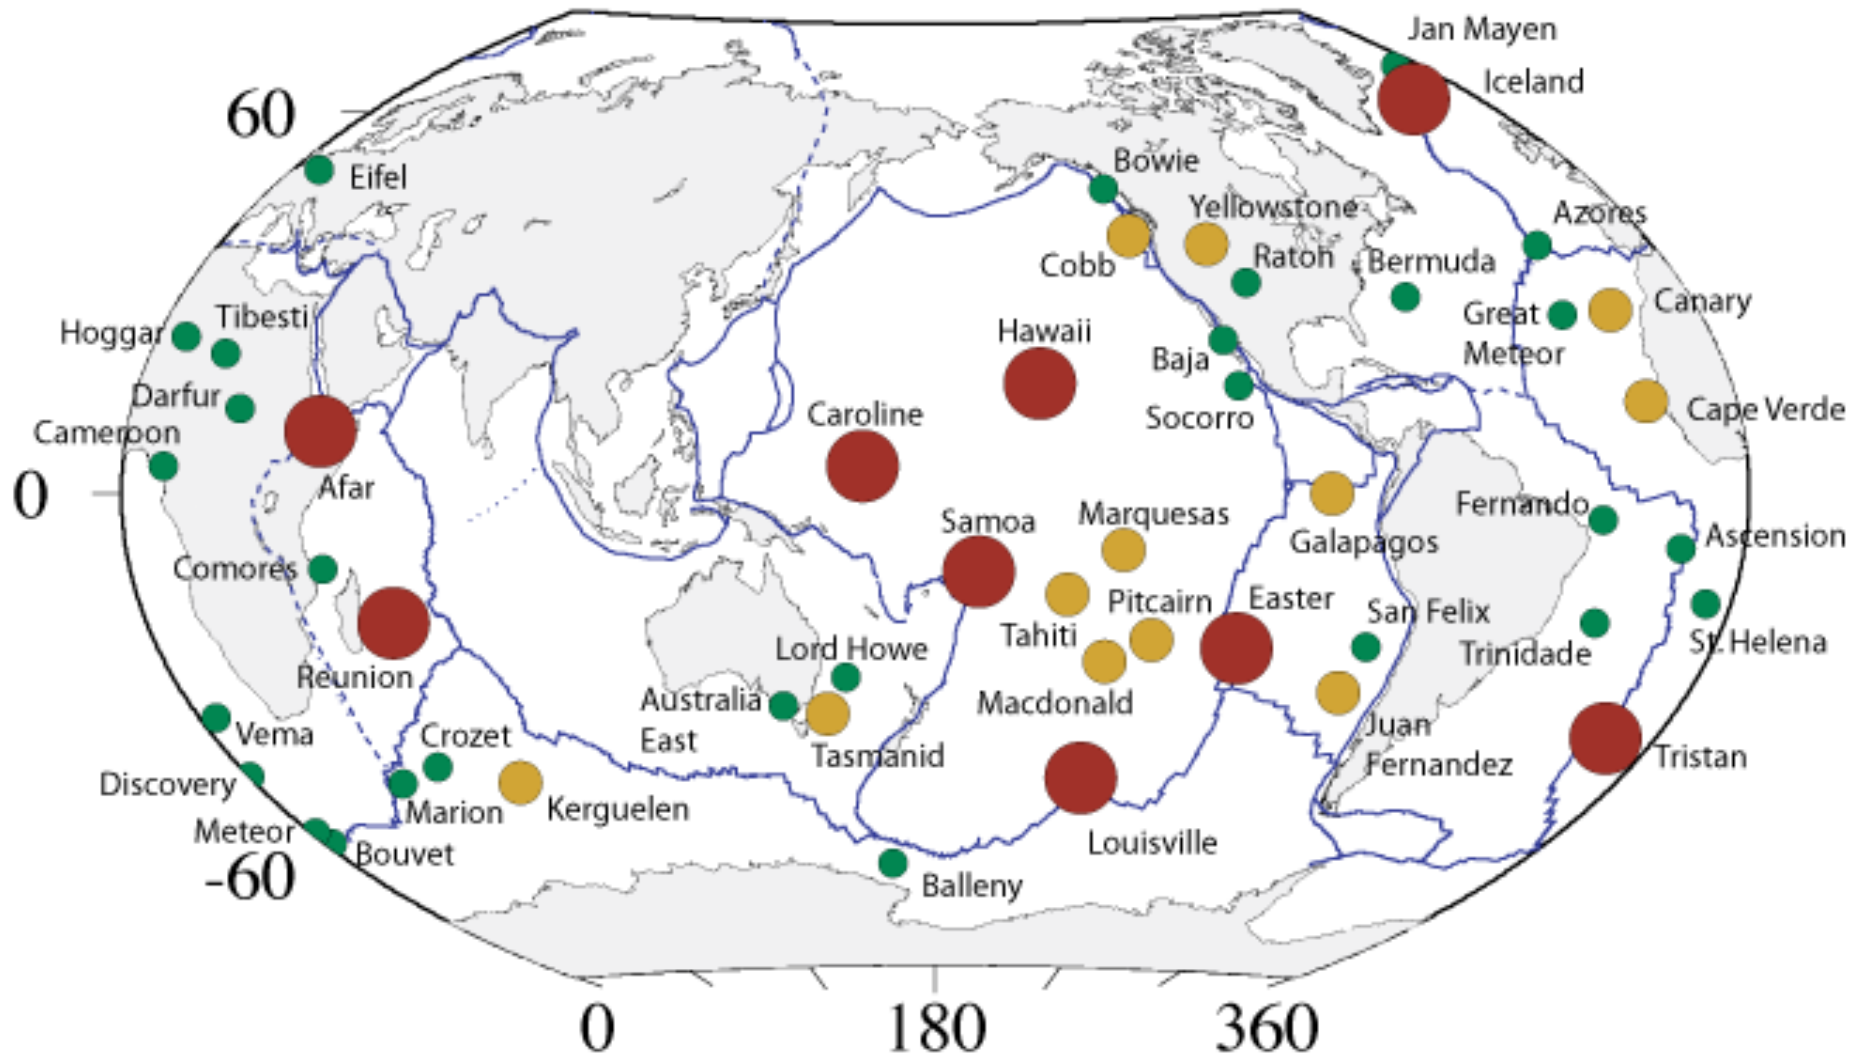 Jan Mayen
Iceland
60
Bowie
Eifel
Yellowstone
Azores
Cobb
Ratoh
Bermuda
Canary
Great
Meteor
Tibesti
Hoggar
Hawaii
Baja
Darfur
Socorro
Caroline
Cape Verde
Cameroon
0
Afar
Fernando
Samoa
Marquesas
Galapagos
Ascension
Comores
Pitcairn
Easter
San Felix
Tahiti
Lord Howe
Trinidade
St. Helena
Reunion
Australia
East
Macdonald
Vema
Crozet
Tasmanid
Juan
Fernandez
Tristan
Discovery
Marion
Kerguelen
Meteor
Bouvet
Louisville
-60
Balleny
0
180
360